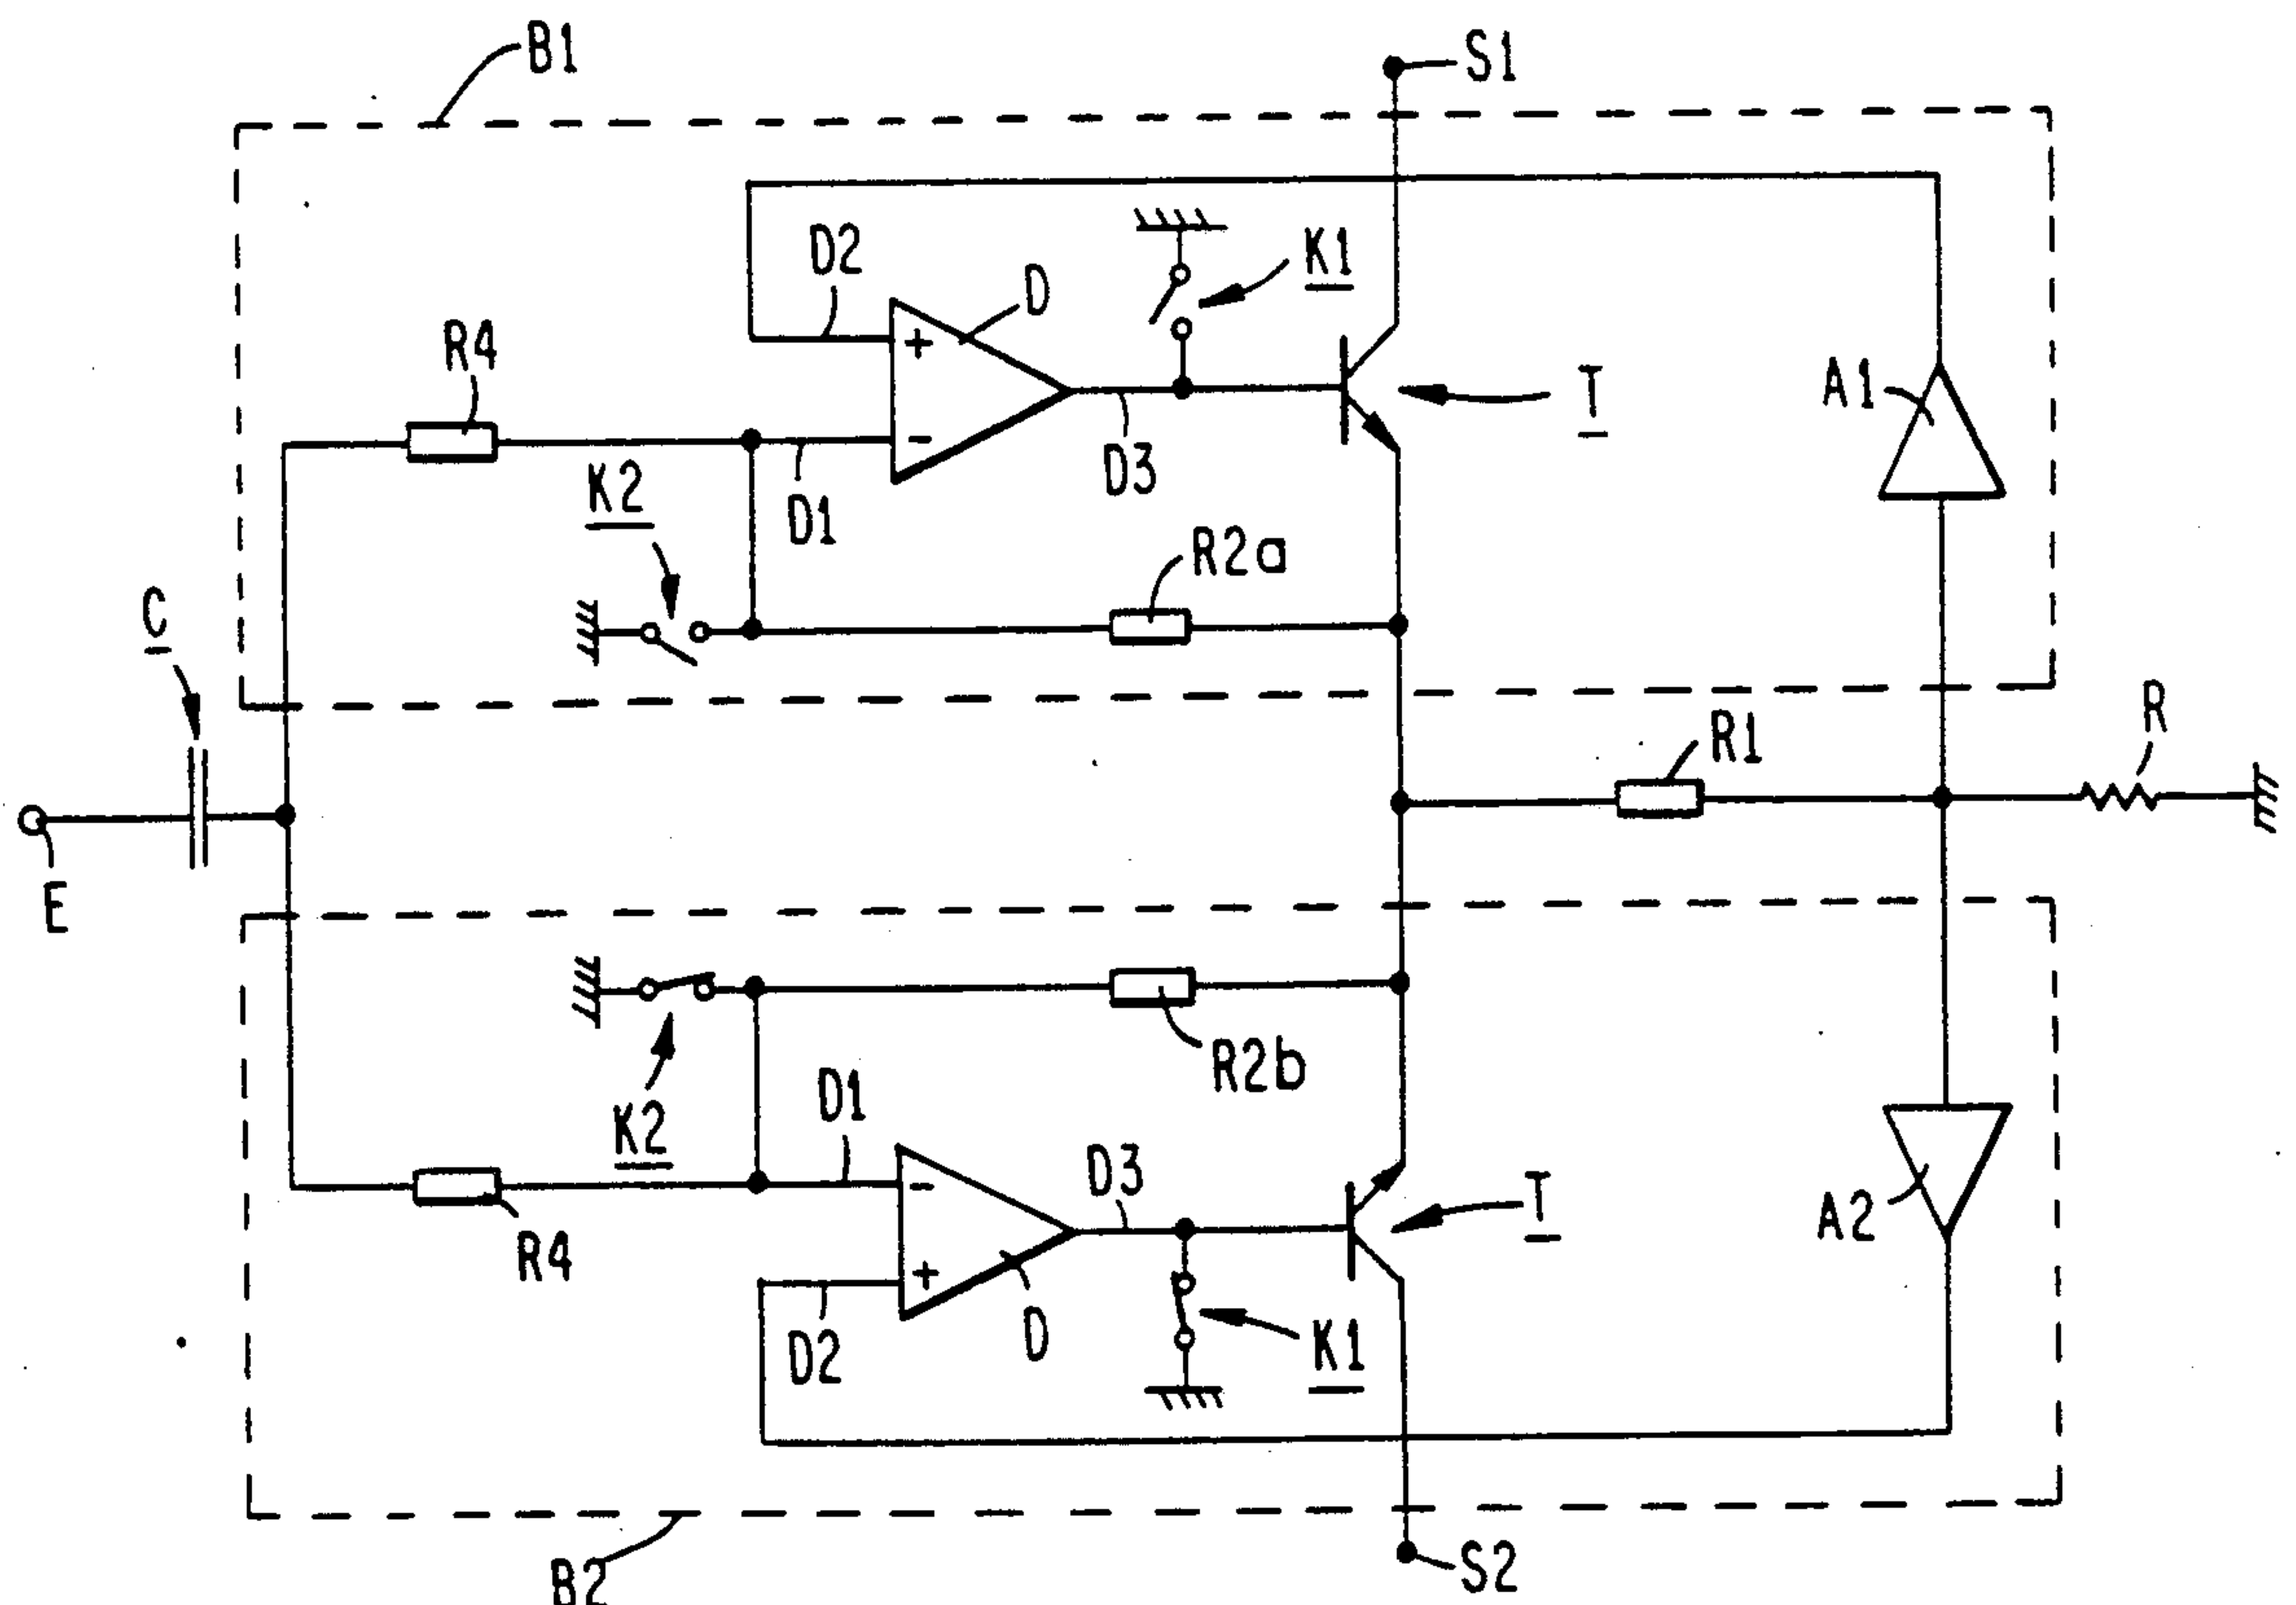 B1
S1
D2
D
K1
+
R4
T
A1
-
K2
D1
D3
R2a
C
R1
R
E
R2b
K2
D1
-
D3
T
A2
R4
+
D2
D
K1
B2
S2